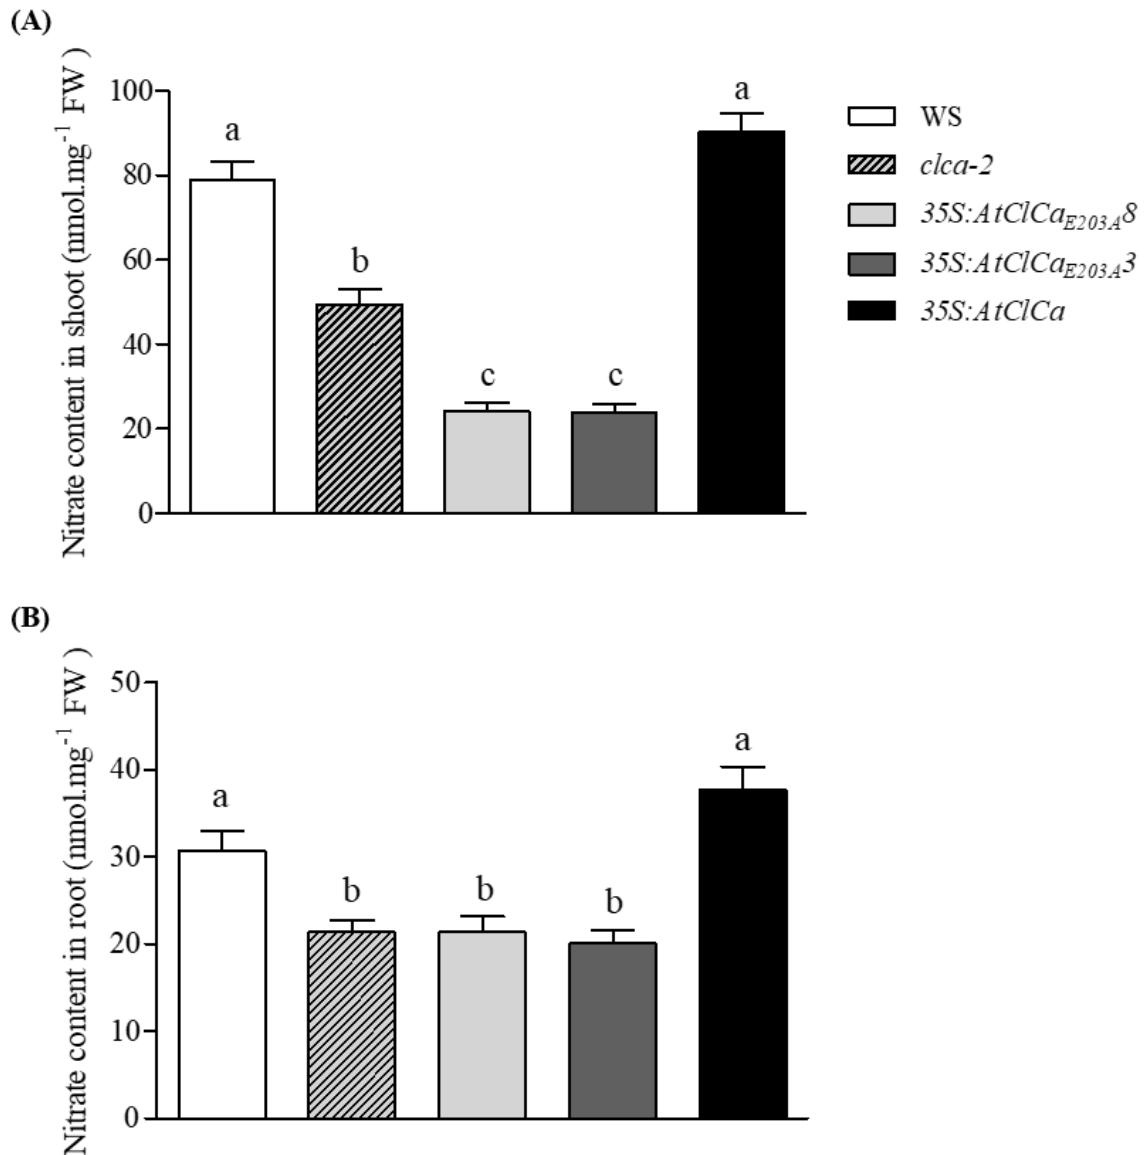 (A)
Nitrate content in shoot (nmol.mg-1 FW )
100
80
60
40
20
0
a
b
c
c
a
WS
clca-2
35S:AtClCaE203A8
35S:AtClCaE203A3
35S:AtClCa
(B)
Nitrate content in root (nmol.mg-1 FW )
50
40
30
20
10
0
a
b
b
b
a